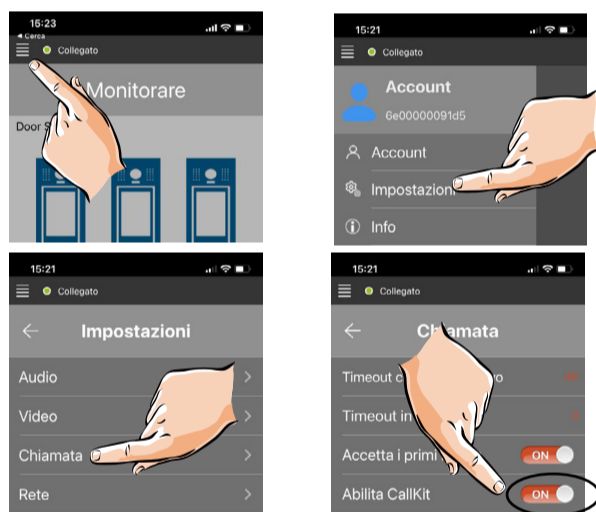 15:23
◄ Cerca
Collegato
Monitorare
Door S
15:21
Collegato
Account
6e00000091d5
Account
Impostazioni
Info
15:21
Collegato
Impostazioni
Audio
Video
Chiamata
Rete
15:21
Collegato
Chiamata
Timeout c
Timeout in
Accetta i primi ON
Abilita CallKit ON